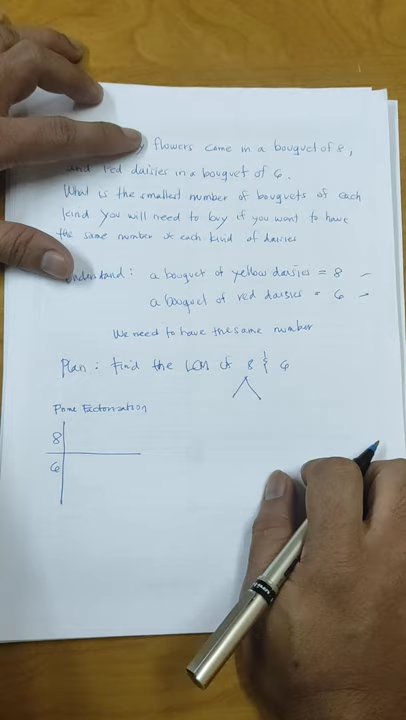 flowers come in a bouquet of 8,
and red daisies in a bouquet of 6.
What is the smallest number of bouquets of each
kind you will need to buy if you want to have
the same number of each kind of daisies
Understand : a bouquet of yellow daisies = 8
a bouquet of red daisies = 6
We need to have the same number
Plan : find the LCM of 8 & 6
Prime Factorization
8
6